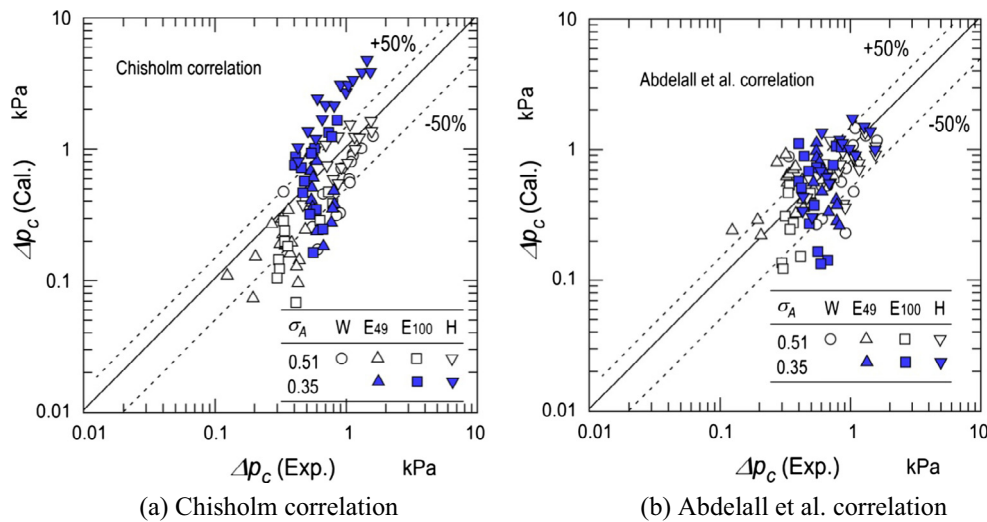 10
+50%
kPa
Chisholm correlation
-50%
1
Δp_C (Cal.)
0.1
σ_A W E49 E100 H
0.51
0.35
0.01
0.01 0.1 1 10
Δp_C (Exp.) kPa
(a) Chisholm correlation
10
+50%
kPa
Abdelall et al. correlation
-50%
1
Δp_C (Cal.)
0.1
σ_A W E49 E100 H
0.51
0.35
0.01
0.01 0.1 1 10
Δp_C (Exp.) kPa
(b) Abdelall et al. correlation